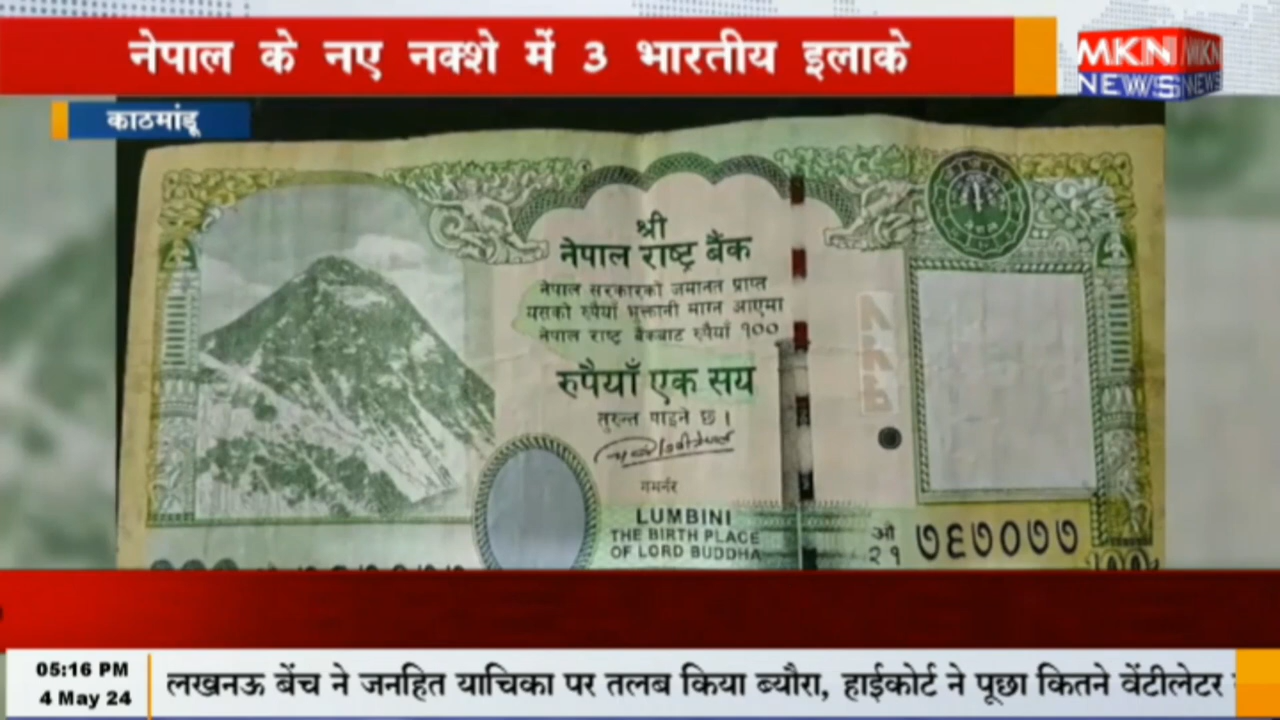 नेपाल के नए नक्शे में 3 भारतीय इलाके
MKN
NEWS
काठमांडू
श्री
नेपाल राष्ट्र बैंक
नेपाल सरकारको जमानत प्राप्त
यसको रुपैयाँ भुक्तानी माग्न आएमा
नेपाल राष्ट्र बैंकबाट रुपैयाँ १००
रुपैयाँ एक सय
तुरुन्त पाइने छ ।
गभर्नर
LUMBINI
THE BIRTH PLACE
OF LORD BUDDHA
औ
२१ ७६७०७७
05:16 PM
4 May 24
लखनऊ बेंच ने जनहित याचिका पर तलब किया ब्यौरा, हाईकोर्ट ने पूछा कितने वेंटीलेटर